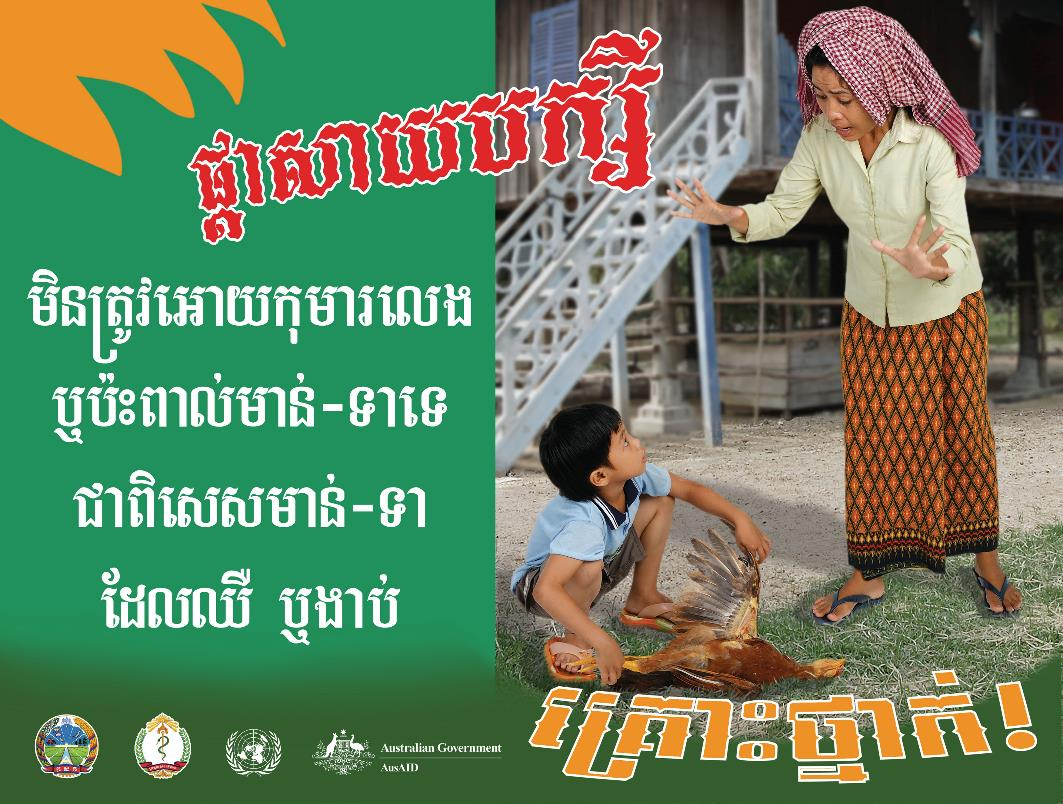 ផ្តាសាយបក្សី
មិនត្រូវអោយកុមារលេង
ឬប៉ះពាល់មាន់-ទាទេ
ជាពិសេសមាន់-ទា
ដែលឈឺ ឬងាប់
គ្រោះថ្នាក់!
Australian Government
AusAID